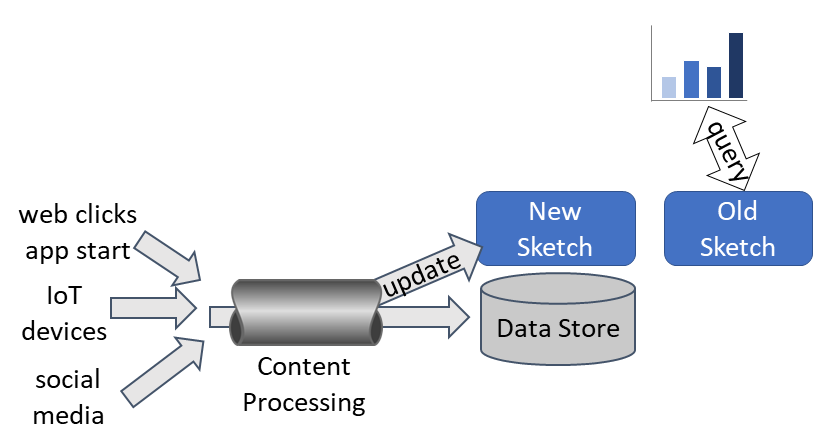 query
New
Sketch
Old
Sketch
web clicks
app start
IoT
devices
social
media
update
Content
Processing
Data Store